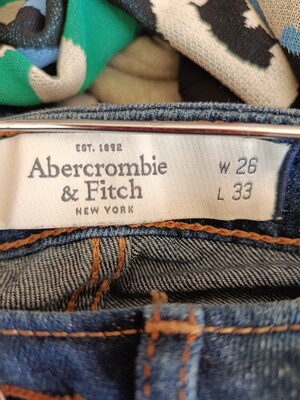 EST. 1892
Abercrombie
& Fitch
NEW YORK
W 26
L 33